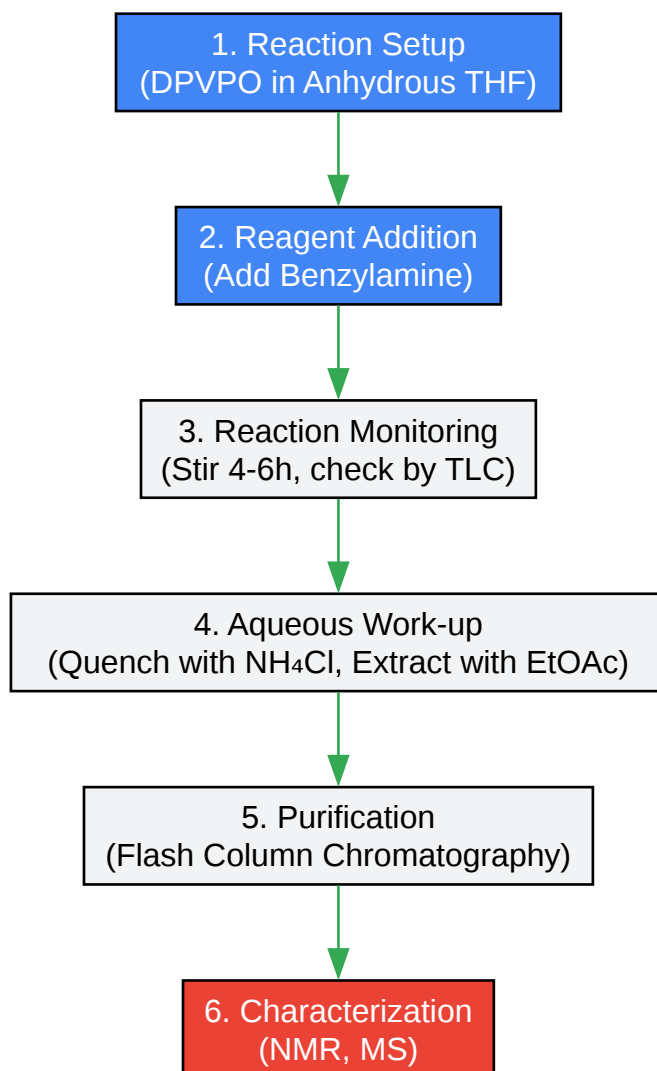 1. Reaction Setup
(DPVPO in Anhydrous THF)
2. Reagent Addition
(Add Benzylamine)
3. Reaction Monitoring
(Stir 4-6h, check by TLC)
4. Aqueous Work-up
(Quench with NH₄Cl, Extract with EtOAc)
5. Purification
(Flash Column Chromatography)
6. Characterization
(NMR, MS)